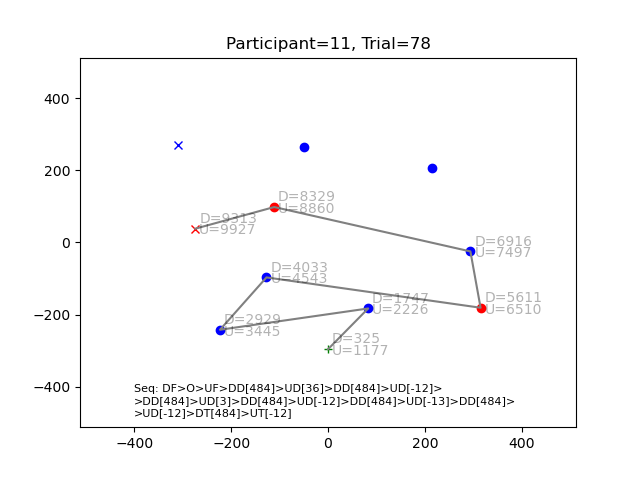 Participant=11, Trial=78
400
200
0
−200
−400
D=8329
U=8860
D=9313
U=9927
D=6916
U=7497
D=4033
U=4543
D=1747
U=2226
D=5611
U=6510
D=2929
U=3445
D=325
U=1177
Seq: DF>O>UF>DD[484]>UD[36]>DD[484]>UD[-12]>
>DD[484]>UD[3]>DD[484]>UD[-12]>DD[484]>UD[-13]>DD[484]>
>UD[-12]>DT[484]>UT[-12]
−400
−200
0
200
400